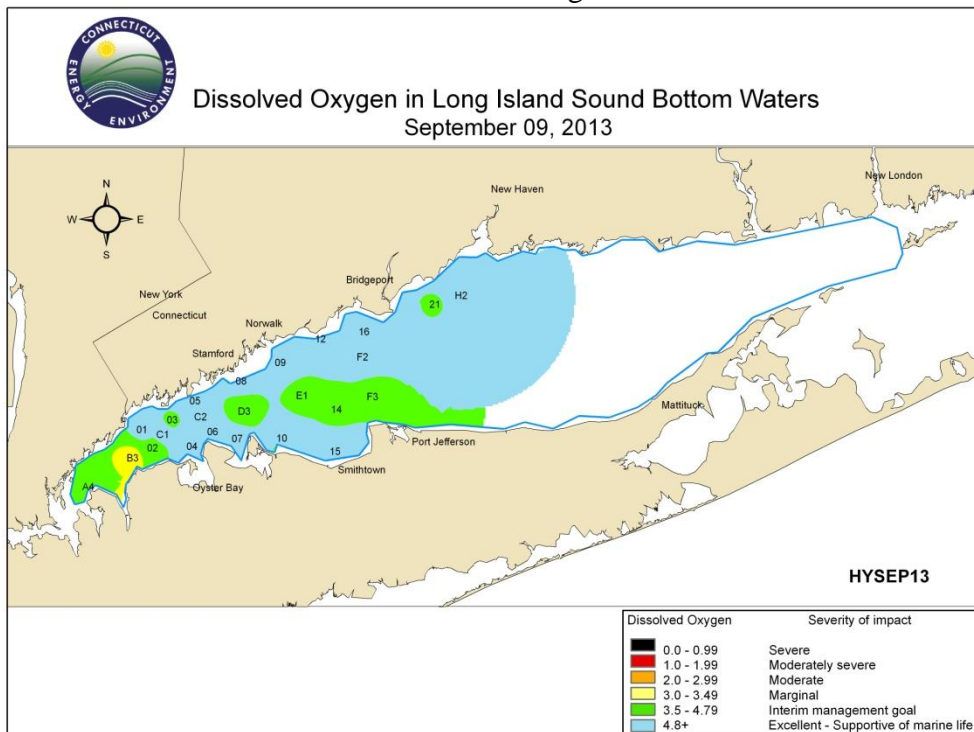 CONNECTICUT
ENERGY
ENVIRONMENT
Dissolved Oxygen in Long Island Sound Bottom Waters
September 09, 2013
N
W
E
S
New London
New Haven
Bridgeport
New York
Connecticut
Norwalk
Stamford
21
H2
12
16
09
F2
08
05
E1
F3
D3
14
03
C2
01
C1
06
07
10
02
04
15
B3
A4
Mattituck
Port Jefferson
Smithtown
Oyster Bay
HYSEP13
Dissolved Oxygen Severity of impact
0.0 - 0.99 Severe
1.0 - 1.99 Moderately severe
2.0 - 2.99 Moderate
3.0 - 3.49 Marginal
3.5 - 4.79 Interim management goal
4.8+ Excellent - Supportive of marine life